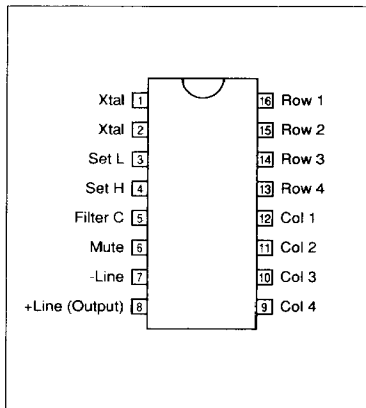 Xtal 1 16 Row 1
Xtal 2 15 Row 2
Set L 3 14 Row 3
Set H 4 13 Row 4
Filter C 5 12 Col 1
Mute 6 11 Col 2
-Line 7 10 Col 3
+Line (Output) 8 9 Col 4